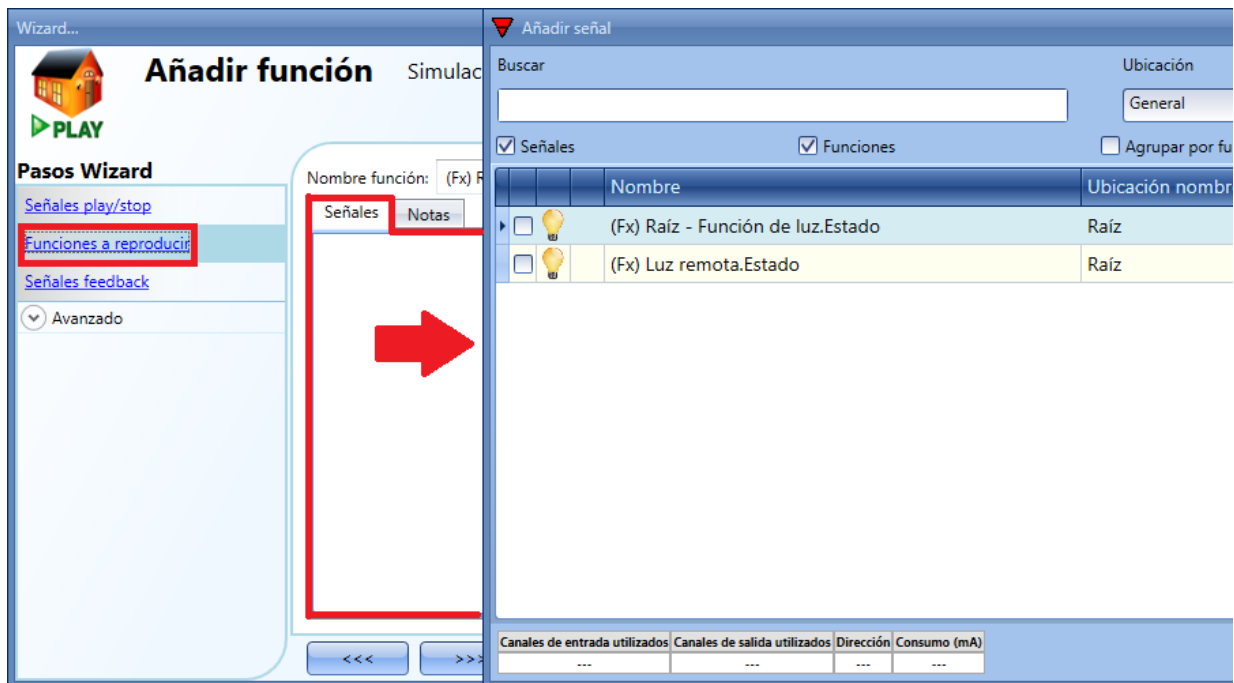 Wizard...
Añadir función Simulac
PLAY
Pasos Wizard
Señales play/stop
Funciones a reproducir
Señales feedback
Avanzado
Nombre función: (Fx) R
Señales Notas
<<< >>>
Añadir señal
Buscar Ubicación
General
Señales Funciones Agrupar por fu
Nombre Ubicación nombr
(Fx) Raíz - Función de luz.Estado Raíz
(Fx) Luz remota.Estado Raíz
Canales de entrada utilizados Canales de salida utilizados Dirección Consumo (mA)
--- --- --- ---